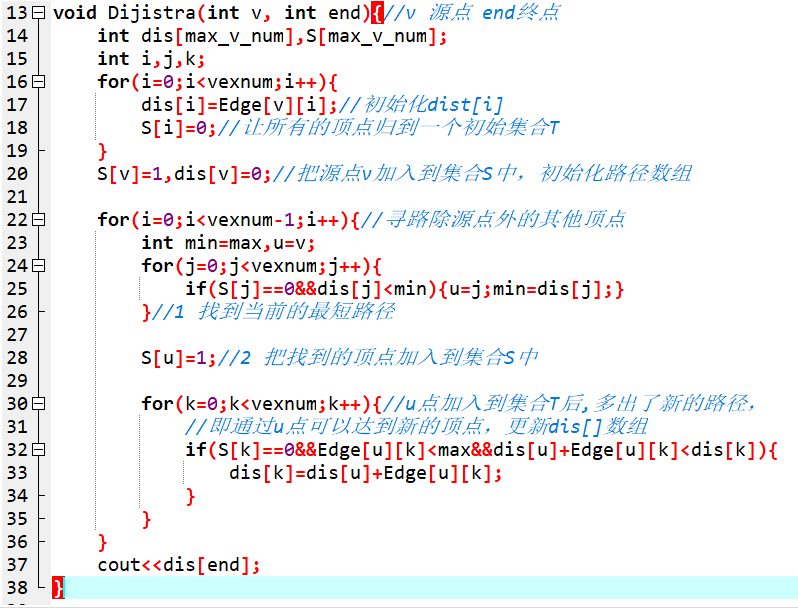 13 void Dijistra(int v, int end){//v 源点 end终点
14 int dis[max_v_num],S[max_v_num];
15 int i,j,k;
16 for(i=0;i<vexnum;i++){
17 dis[i]=Edge[v][i];//初始化dist[i]
18 S[i]=0;//让所有的顶点归到一个初始集合T
19 }
20 S[v]=1,dis[v]=0;//把源点v加入到集合S中，初始化路径数组
21
22 for(i=0;i<vexnum-1;i++){//寻路除源点外的其他顶点
23 int min=max,u=v;
24 for(j=0;j<vexnum;j++){
25 if(S[j]==0&&dis[j]<min){u=j;min=dis[j];}
26 }//1 找到当前的最短路径
27
28 S[u]=1;//2 把找到的顶点加入到集合S中
29
30 for(k=0;k<vexnum;k++){//u点加入到集合T后,多出了新的路径，
31 //即通过u点可以达到新的顶点，更新dis[]数组
32 if(S[k]==0&&Edge[u][k]<max&&dis[u]+Edge[u][k]<dis[k]){
33 dis[k]=dis[u]+Edge[u][k];
34 }
35 }
36 }
37 cout<<dis[end];
38 }